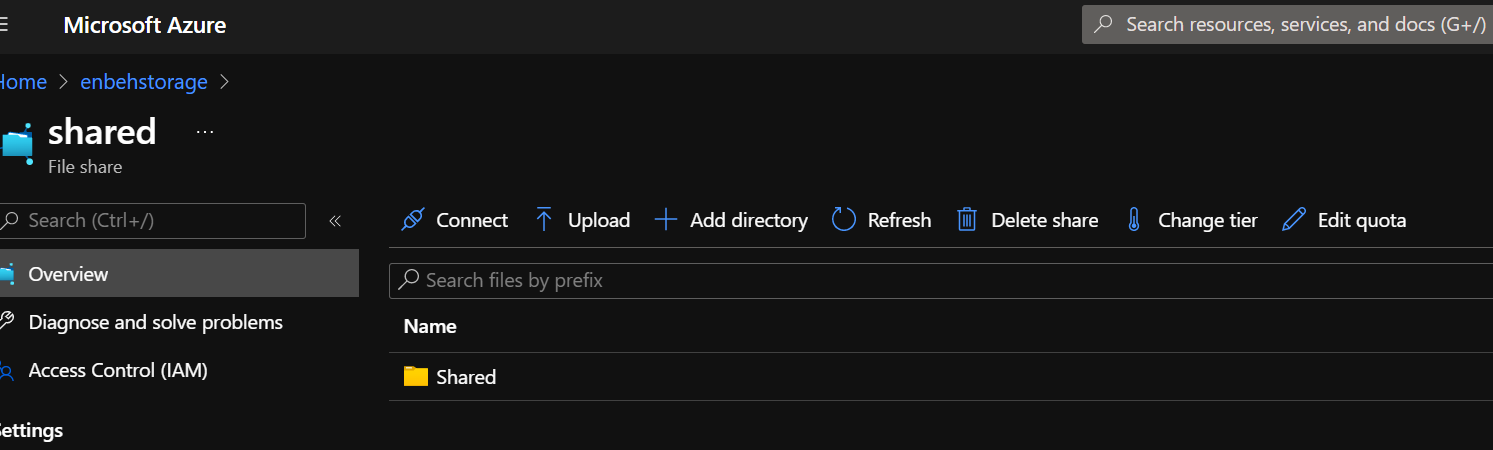 Microsoft Azure
Search resources, services, and docs (G+/)
Home > enbehstorage >
shared ...
File share
Search (Ctrl+/) «
Connect Upload Add directory Refresh Delete share Change tier Edit quota
Overview
Search files by prefix
Diagnose and solve problems
Name
Access Control (IAM)
Shared
Settings